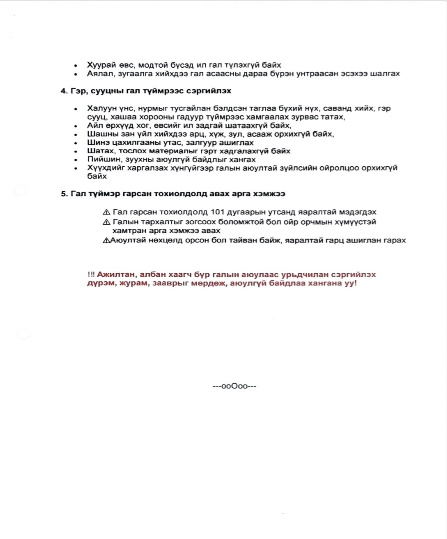 • Хуурай өвс, модтой бүсэд ил гал түлэхгүй байх
• Аялал, зугаалга хийхдээ гал асаасны дараа бүрэн унтраасан эсэхээ шалгах
4. Гэр, сууцны гал түймрээс сэргийлэх
• Халуун үнс, нурмыг тусгайлан бэлдсэн таглаа бүхий нүх, саванд хийх, гэр
сууц, хашаа хорооны гадуур түймрээс хамгаалах зурвас татах,
• Айл өрхүүд хог, өвсийг ил задгай шатаахгүй байх,
• Шашны зан үйл хийхдээ арц, хүж, зул, асааж орхихгүй байх,
• Шинэ цахилгааны утас, залгуур ашиглах
• Шатах, тослох материалыг гэрт хадгалахгүй байх
• Пийшин, зуухны аюулгүй байдлыг хангах
• Хүүхдийг харгалзах хүнгүйгээр галын аюултай зүйлсийн ойролцоо орхихгүй
байх
5. Гал түймэр гарсан тохиолдолд авах арга хэмжээ
⚠ Гал гарсан тохиолдолд 101 дугаарын утсанд яаралтай мэдэгдэх
⚠ Галын тархалтыг зогсоох боломжтой бол ойр орчмын хүмүүстэй
хамтран арга хэмжээ авах
⚠Аюултай нөхцөлд орсон бол тайван байж, яаралтай гарц ашиглан гарах
!!! Ажилтан, албан хаагч бүр галын аюулаас урьдчилан сэргийлэх
дүрэм, журам, зааврыг мөрдөж, аюулгүй байдлаа хангана уу!
---ооОоо---